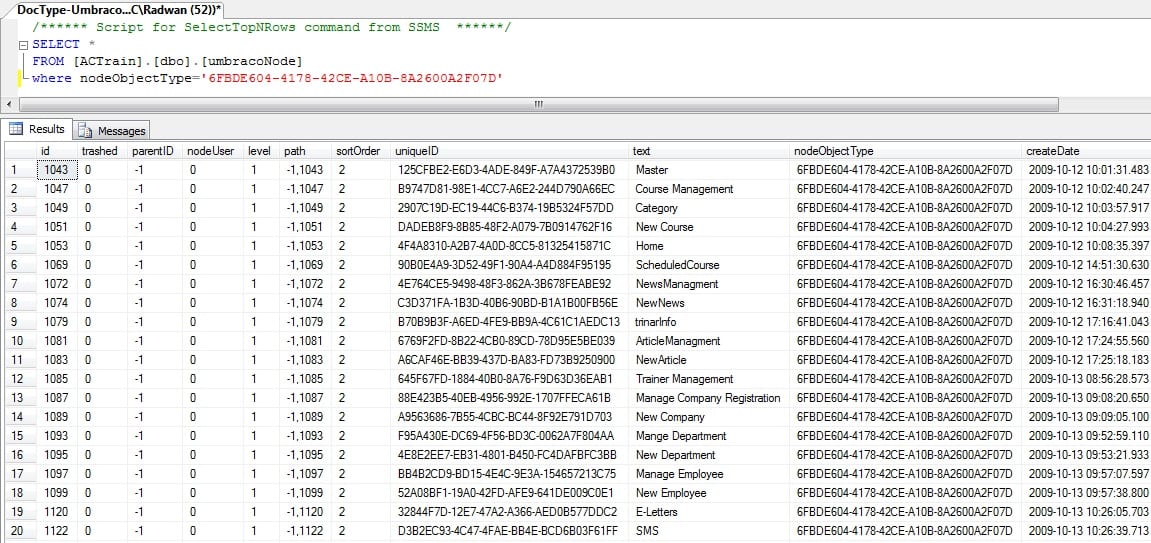 DocType-Umbraco...C\Radwan (52))*
/****** Script for SelectTopNRows command from SSMS  ******/
SELECT *
FROM [ACTrain].[dbo].[umbracoNode]
where nodeObjectType='6FBDE604-4178-42CE-A10B-8A2600A2F07D'
Results Messages
id trashed parentID nodeUser level path sortOrder uniqueID text nodeObjectType createDate
1 1043 0 -1 0 1 -1,1043 2 125CFBE2-E6D3-4ADE-849F-A7A4372539B0 Master 6FBDE604-4178-42CE-A10B-8A2600A2F07D 2009-10-12 10:01:31.483
2 1047 0 -1 0 1 -1,1047 2 B9747D81-98E1-4CC7-A6E2-244D790A66EC Course Management 6FBDE604-4178-42CE-A10B-8A2600A2F07D 2009-10-12 10:02:40.247
3 1049 0 -1 0 1 -1,1049 2 2907C19D-EC19-44C6-B374-19B5324F57DD Category 6FBDE604-4178-42CE-A10B-8A2600A2F07D 2009-10-12 10:03:57.917
4 1051 0 -1 0 1 -1,1051 2 DADEB8F9-8B85-48F2-A079-7B0914762F16 New Course 6FBDE604-4178-42CE-A10B-8A2600A2F07D 2009-10-12 10:04:27.993
5 1053 0 -1 0 1 -1,1053 2 4F4A8310-A2B7-4A0D-8CC5-81325415871C Home 6FBDE604-4178-42CE-A10B-8A2600A2F07D 2009-10-12 10:08:35.397
6 1069 0 -1 0 1 -1,1069 2 90B0E4A9-3D52-49F1-90A4-A4D884F95195 ScheduledCourse 6FBDE604-4178-42CE-A10B-8A2600A2F07D 2009-10-12 14:51:30.630
7 1072 0 -1 0 1 -1,1072 2 4E764CE5-9498-48F3-862A-3B678FEABE92 NewsManagment 6FBDE604-4178-42CE-A10B-8A2600A2F07D 2009-10-12 16:30:46.457
8 1074 0 -1 0 1 -1,1074 2 C3D371FA-1B3D-40B6-90BD-B1A1B00FB56E NewNews 6FBDE604-4178-42CE-A10B-8A2600A2F07D 2009-10-12 16:31:18.940
9 1079 0 -1 0 1 -1,1079 2 B70B9B3F-A6ED-4FE9-BB9A-4C61C1AEDC13 trinarInfo 6FBDE604-4178-42CE-A10B-8A2600A2F07D 2009-10-12 17:16:41.043
10 1081 0 -1 0 1 -1,1081 2 6769F2FD-8B22-4CB0-89CD-78D95E5BE039 ArticleManagment 6FBDE604-4178-42CE-A10B-8A2600A2F07D 2009-10-12 17:24:55.560
11 1083 0 -1 0 1 -1,1083 2 A6CAF46E-BB39-437D-BA83-FD73B9250900 NewArticle 6FBDE604-4178-42CE-A10B-8A2600A2F07D 2009-10-12 17:25:18.183
12 1085 0 -1 0 1 -1,1085 2 645F67FD-1884-40B0-8A76-F9D63D36EAB1 Trainer Management 6FBDE604-4178-42CE-A10B-8A2600A2F07D 2009-10-13 08:56:28.573
13 1087 0 -1 0 1 -1,1087 2 88E423B5-40EB-4956-992E-1707FFECA61B Manage Company Registration 6FBDE604-4178-42CE-A10B-8A2600A2F07D 2009-10-13 09:08:20.650
14 1089 0 -1 0 1 -1,1089 2 A9563686-7B55-4CBC-BC44-8F92E791D703 New Company 6FBDE604-4178-42CE-A10B-8A2600A2F07D 2009-10-13 09:09:05.100
15 1093 0 -1 0 1 -1,1093 2 F95A430E-DC69-4F56-BD3C-0062A7F804AA Mange Department 6FBDE604-4178-42CE-A10B-8A2600A2F07D 2009-10-13 09:52:59.110
16 1095 0 -1 0 1 -1,1095 2 4E8E2EE7-EB31-4801-B450-FC4DAFBFC3BB New Department 6FBDE604-4178-42CE-A10B-8A2600A2F07D 2009-10-13 09:53:21.933
17 1097 0 -1 0 1 -1,1097 2 BB4B2CD9-BD15-4E4C-9E3A-154657213C75 Manage Employee 6FBDE604-4178-42CE-A10B-8A2600A2F07D 2009-10-13 09:57:07.597
18 1099 0 -1 0 1 -1,1099 2 52A08BF1-19A0-42FD-AFE9-641DE009C0E1 New Employee 6FBDE604-4178-42CE-A10B-8A2600A2F07D 2009-10-13 09:57:38.800
19 1120 0 -1 0 1 -1,1120 2 32844F7D-12E7-47A2-A366-AED0B577DDC2 E-Letters 6FBDE604-4178-42CE-A10B-8A2600A2F07D 2009-10-13 10:26:05.703
20 1122 0 -1 0 1 -1,1122 2 D3B2EC93-4C47-4FAE-BB4E-BCD6B03F61FF SMS 6FBDE604-4178-42CE-A10B-8A2600A2F07D 2009-10-13 10:26:39.713